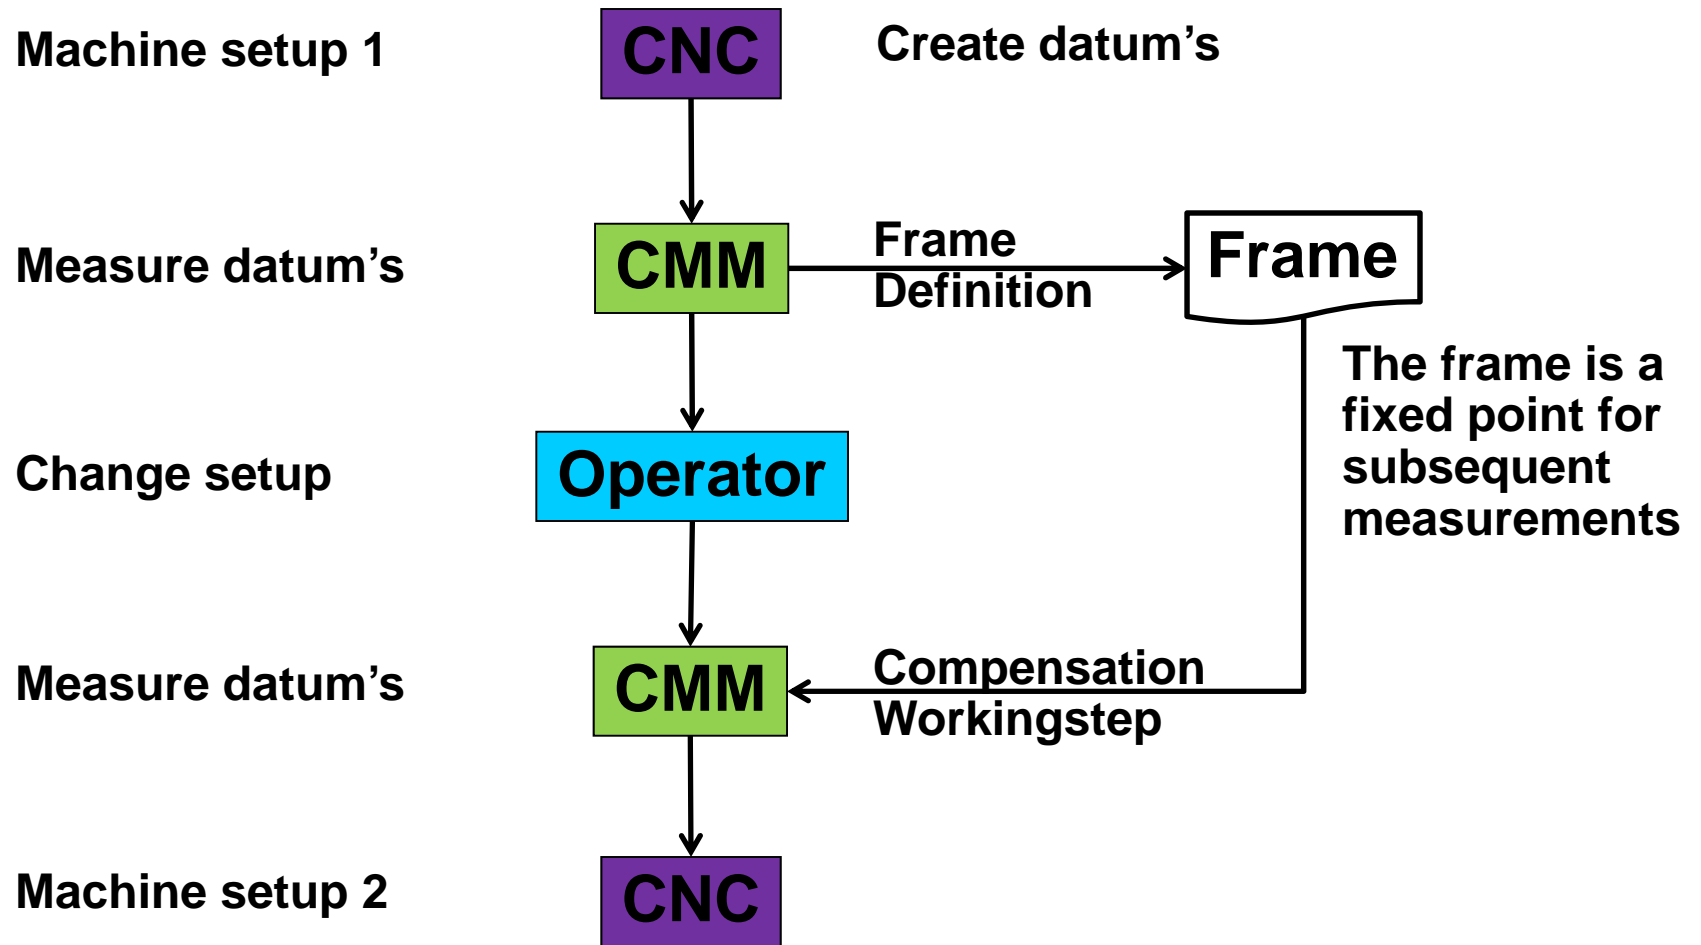 Machine setup 1
CNC
Create datum’s
Measure datum’s
CMM
Frame
Definition
Frame
The frame is a
fixed point for
subsequent
measurements
Change setup
Operator
Measure datum’s
CMM
Compensation
Workingstep
Machine setup 2
CNC